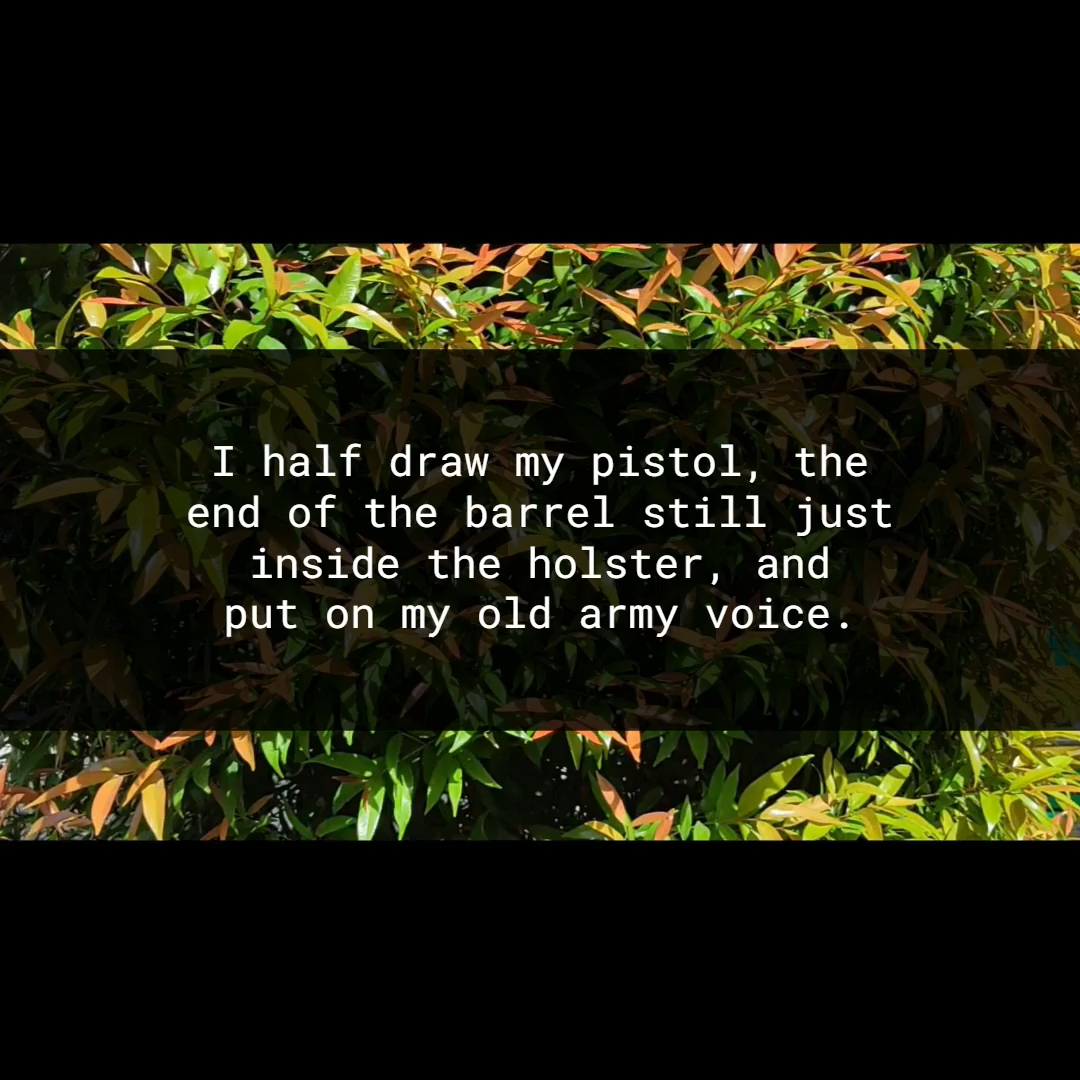 I half draw my pistol, the
end of the barrel still just
inside the holster, and
put on my old army voice.